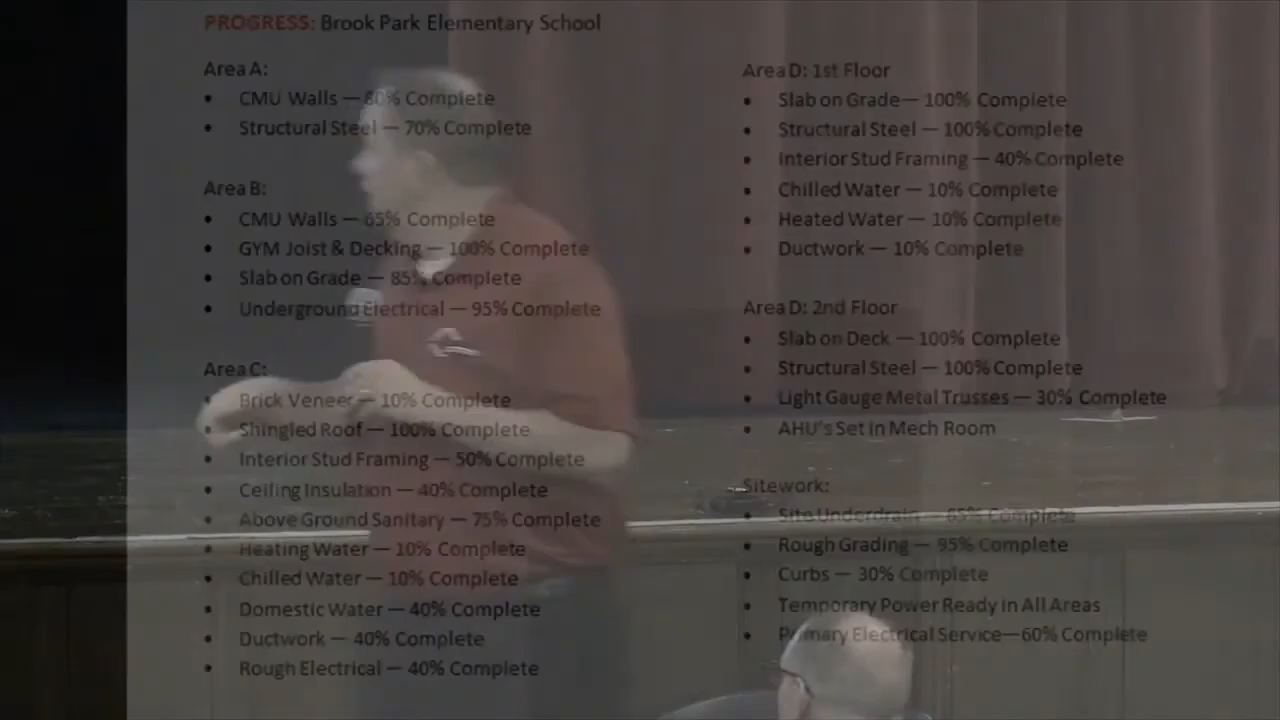 PROGRESS: Brook Park Elementary School
Area A:
• CMU Walls — 80% Complete
• Structural Steel — 70% Complete
Area B:
• CMU Walls — 65% Complete
• GYM Joist & Decking — 100% Complete
• Slab on Grade — 85% Complete
• Underground Electrical — 95% Complete
Area C:
• Brick Veneer — 10% Complete
• Shingled Roof — 100% Complete
• Interior Stud Framing — 50% Complete
• Ceiling Insulation — 40% Complete
• Above Ground Sanitary — 75% Complete
• Heating Water — 10% Complete
• Chilled Water — 10% Complete
• Domestic Water — 40% Complete
• Ductwork — 40% Complete
• Rough Electrical — 40% Complete
Area D: 1st Floor
• Slab on Grade— 100% Complete
• Structural Steel — 100% Complete
• Interior Stud Framing — 40% Complete
• Chilled Water — 10% Complete
• Heated Water — 10% Complete
• Ductwork — 10% Complete
Area D: 2nd Floor
• Slab on Deck — 100% Complete
• Structural Steel — 100% Complete
• Light Gauge Metal Trusses — 30% Complete
• AHU's Set in Mech Room
Sitework:
• Site Underdrain — 65% Complete
• Rough Grading — 95% Complete
• Curbs — 30% Complete
• Temporary Power Ready in All Areas
• Primary Electrical Service—60% Complete